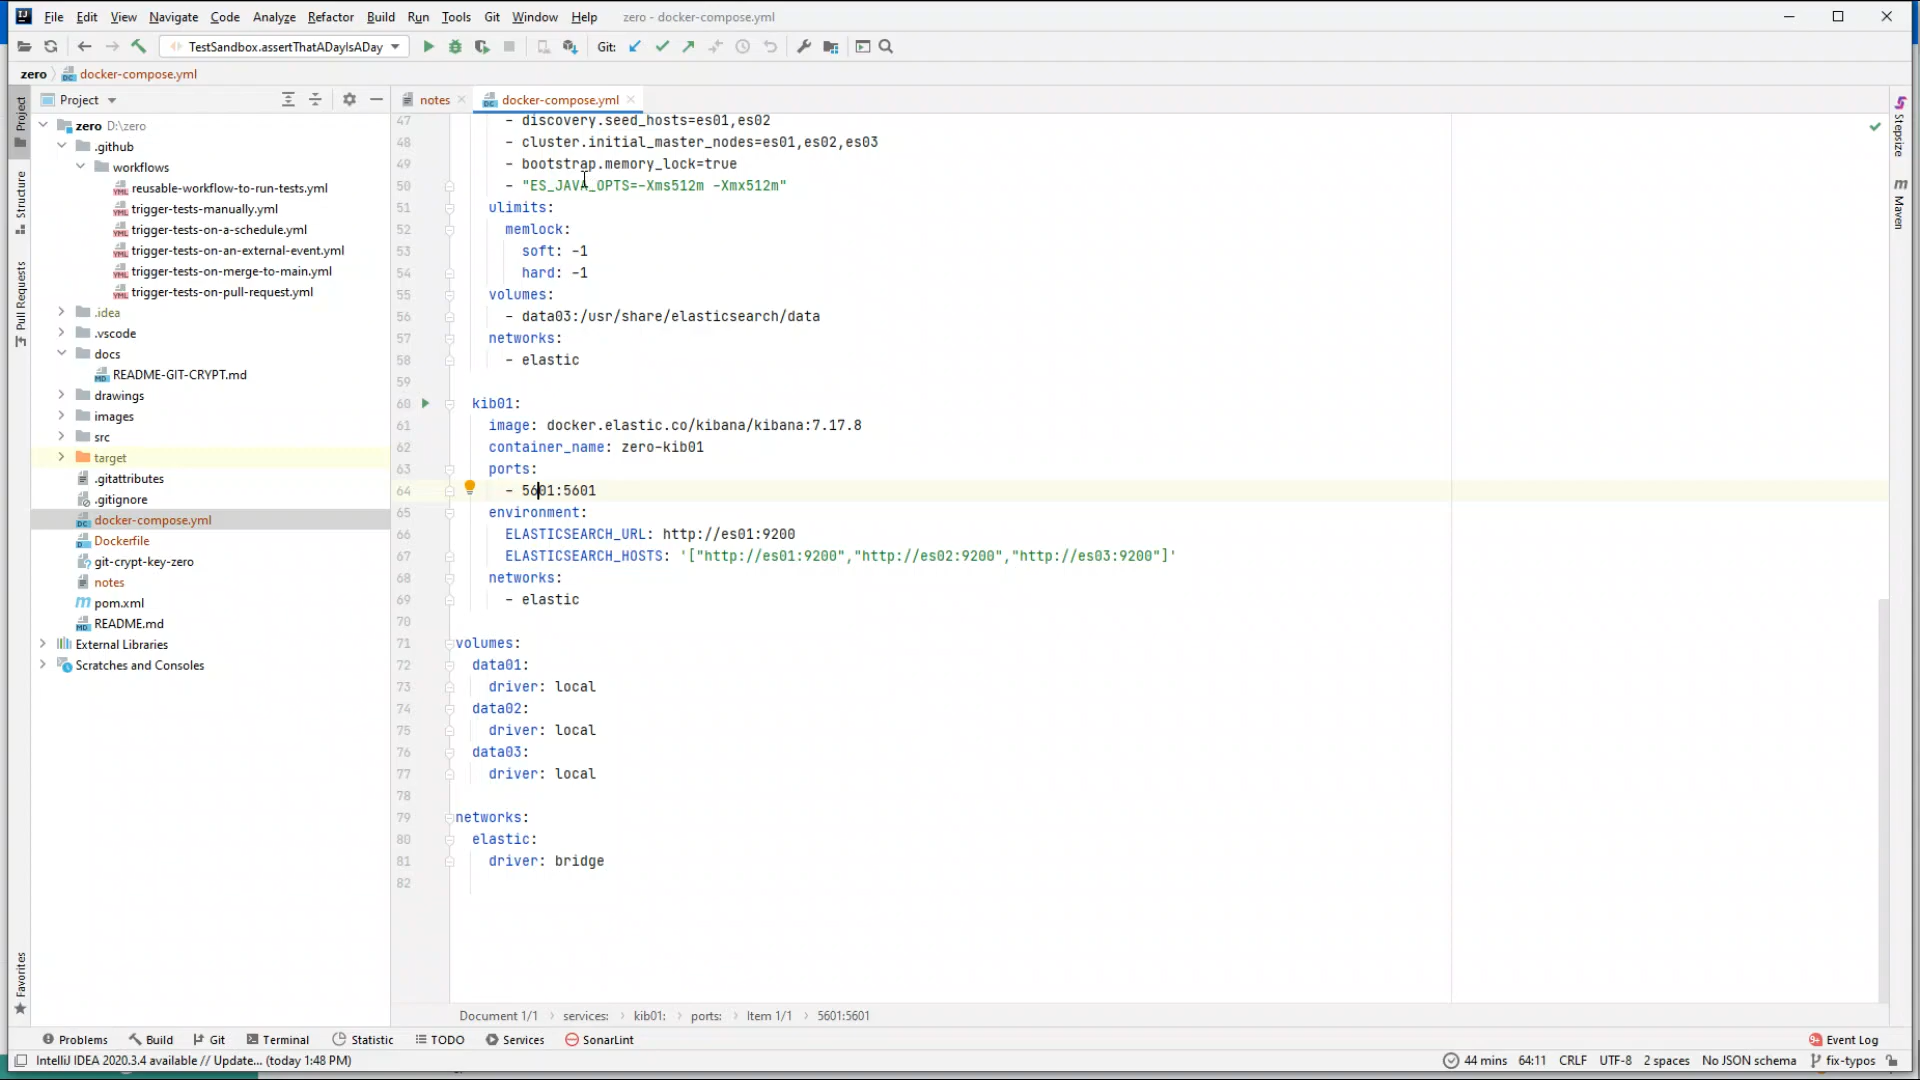 File Edit View Navigate Code Analyze Refactor Build Run Tools Git Window Help zero - docker-compose.yml
TestSandbox.assertThatADayIsADay Git:
zero docker-compose.yml
Project
notes docker-compose.yml
zero D:\zero
.github
workflows
reusable-workflow-to-run-tests.yml
trigger-tests-manually.yml
trigger-tests-on-a-schedule.yml
trigger-tests-on-an-external-event.yml
trigger-tests-on-merge-to-main.yml
trigger-tests-on-pull-request.yml
.idea
.vscode
docs
README-GIT-CRYPT.md
drawings
images
src
target
.gitattributes
.gitignore
docker-compose.yml
Dockerfile
git-crypt-key-zero
notes
pom.xml
README.md
External Libraries
Scratches and Consoles
Project
Structure
Pull Requests
Favorites
47 - discovery.seed_hosts=es01,es02
48 - cluster.initial_master_nodes=es01,es02,es03
49 - bootstrap.memory_lock=true
50 - "ES_JAVA_OPTS=-Xms512m -Xmx512m"
51 ulimits:
52 memlock:
53 soft: -1
54 hard: -1
55 volumes:
56 - data03:/usr/share/elasticsearch/data
57 networks:
58 - elastic
59
60 kib01:
61 image: docker.elastic.co/kibana/kibana:7.17.8
62 container_name: zero-kib01
63 ports:
64 - 5601:5601
65 environment:
66 ELASTICSEARCH_URL: http://es01:9200
67 ELASTICSEARCH_HOSTS: '["http://es01:9200","http://es02:9200","http://es03:9200"]'
68 networks:
69 - elastic
70
71 volumes:
72 data01:
73 driver: local
74 data02:
75 driver: local
76 data03:
77 driver: local
78
79 networks:
80 elastic:
81 driver: bridge
82
Stepsize
Maven
Document 1/1 services: kib01: ports: Item 1/1 5601:5601
Problems Build Git Terminal Statistic TODO Services SonarLint Event Log
IntelliJ IDEA 2020.3.4 available // Update... (today 1:48 PM) 44 mins 64:11 CRLF UTF-8 2 spaces No JSON schema fix-typos